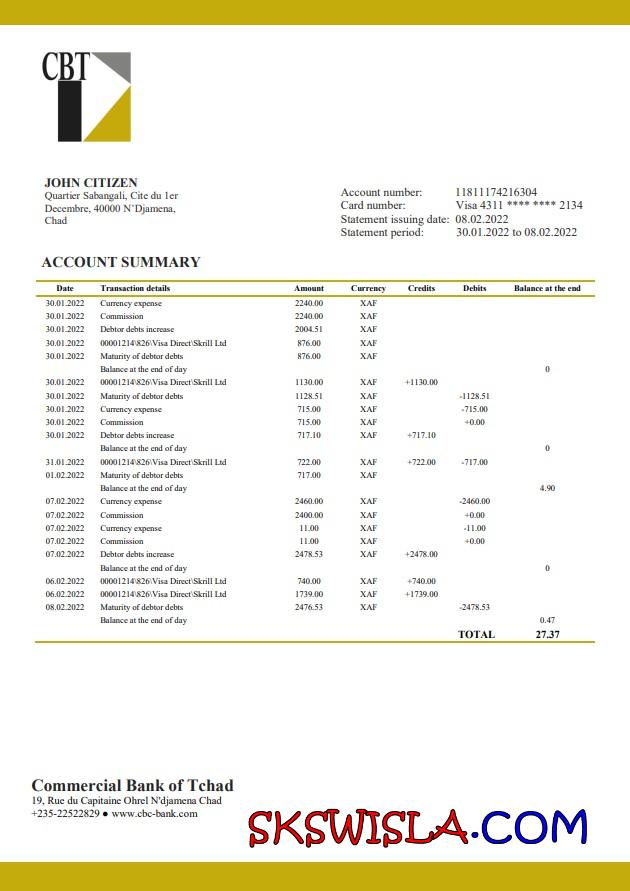 CBT
JOHN CITIZEN
Quartier Sabangali, Cite du 1er
Decembre, 40000 N'Djamena,
Chad
Account number: 11811174216304
Card number: Visa 4311 **** **** 2134
Statement issuing date: 08.02.2022
Statement period: 30.01.2022 to 08.02.2022
ACCOUNT SUMMARY
Date Transaction details Amount Currency Credits Debits Balance at the end
30.01.2022 Currency expense 2240.00 XAF
30.01.2022 Commission 2240.00 XAF
30.01.2022 Debtor debts increase 2004.51 XAF
30.01.2022 00001214\826\Visa Direct\Skrill Ltd 876.00 XAF
30.01.2022 Maturity of debtor debts 876.00 XAF
Balance at the end of day 0
30.01.2022 00001214\826\Visa Direct\Skrill Ltd 1130.00 XAF +1130.00
30.01.2022 Maturity of debtor debts 1128.51 XAF -1128.51
30.01.2022 Currency expense 715.00 XAF -715.00
30.01.2022 Commission 715.00 XAF +0.00
30.01.2022 Debtor debts increase 717.10 XAF +717.10
Balance at the end of day 0
31.01.2022 00001214\826\Visa Direct\Skrill Ltd 722.00 XAF +722.00 -717.00
01.02.2022 Maturity of debtor debts 717.00 XAF
Balance at the end of day 4.90
07.02.2022 Currency expense 2460.00 XAF -2460.00
07.02.2022 Commission 2400.00 XAF +0.00
07.02.2022 Currency expense 11.00 XAF -11.00
07.02.2022 Commission 11.00 XAF +0.00
07.02.2022 Debtor debts increase 2478.53 XAF +2478.00
Balance at the end of day 0
06.02.2022 00001214\826\Visa Direct\Skrill Ltd 740.00 XAF +740.00
06.02.2022 00001214\826\Visa Direct\Skrill Ltd 1739.00 XAF +1739.00
08.02.2022 Maturity of debtor debts 2476.53 XAF -2478.53
Balance at the end of day 0.47
TOTAL 27.37
Commercial Bank of Tchad
19, Rue du Capitaine Ohrel N'djamena Chad
+235-22522829 ● www.cbc-bank.com
SKSWISLA.COM